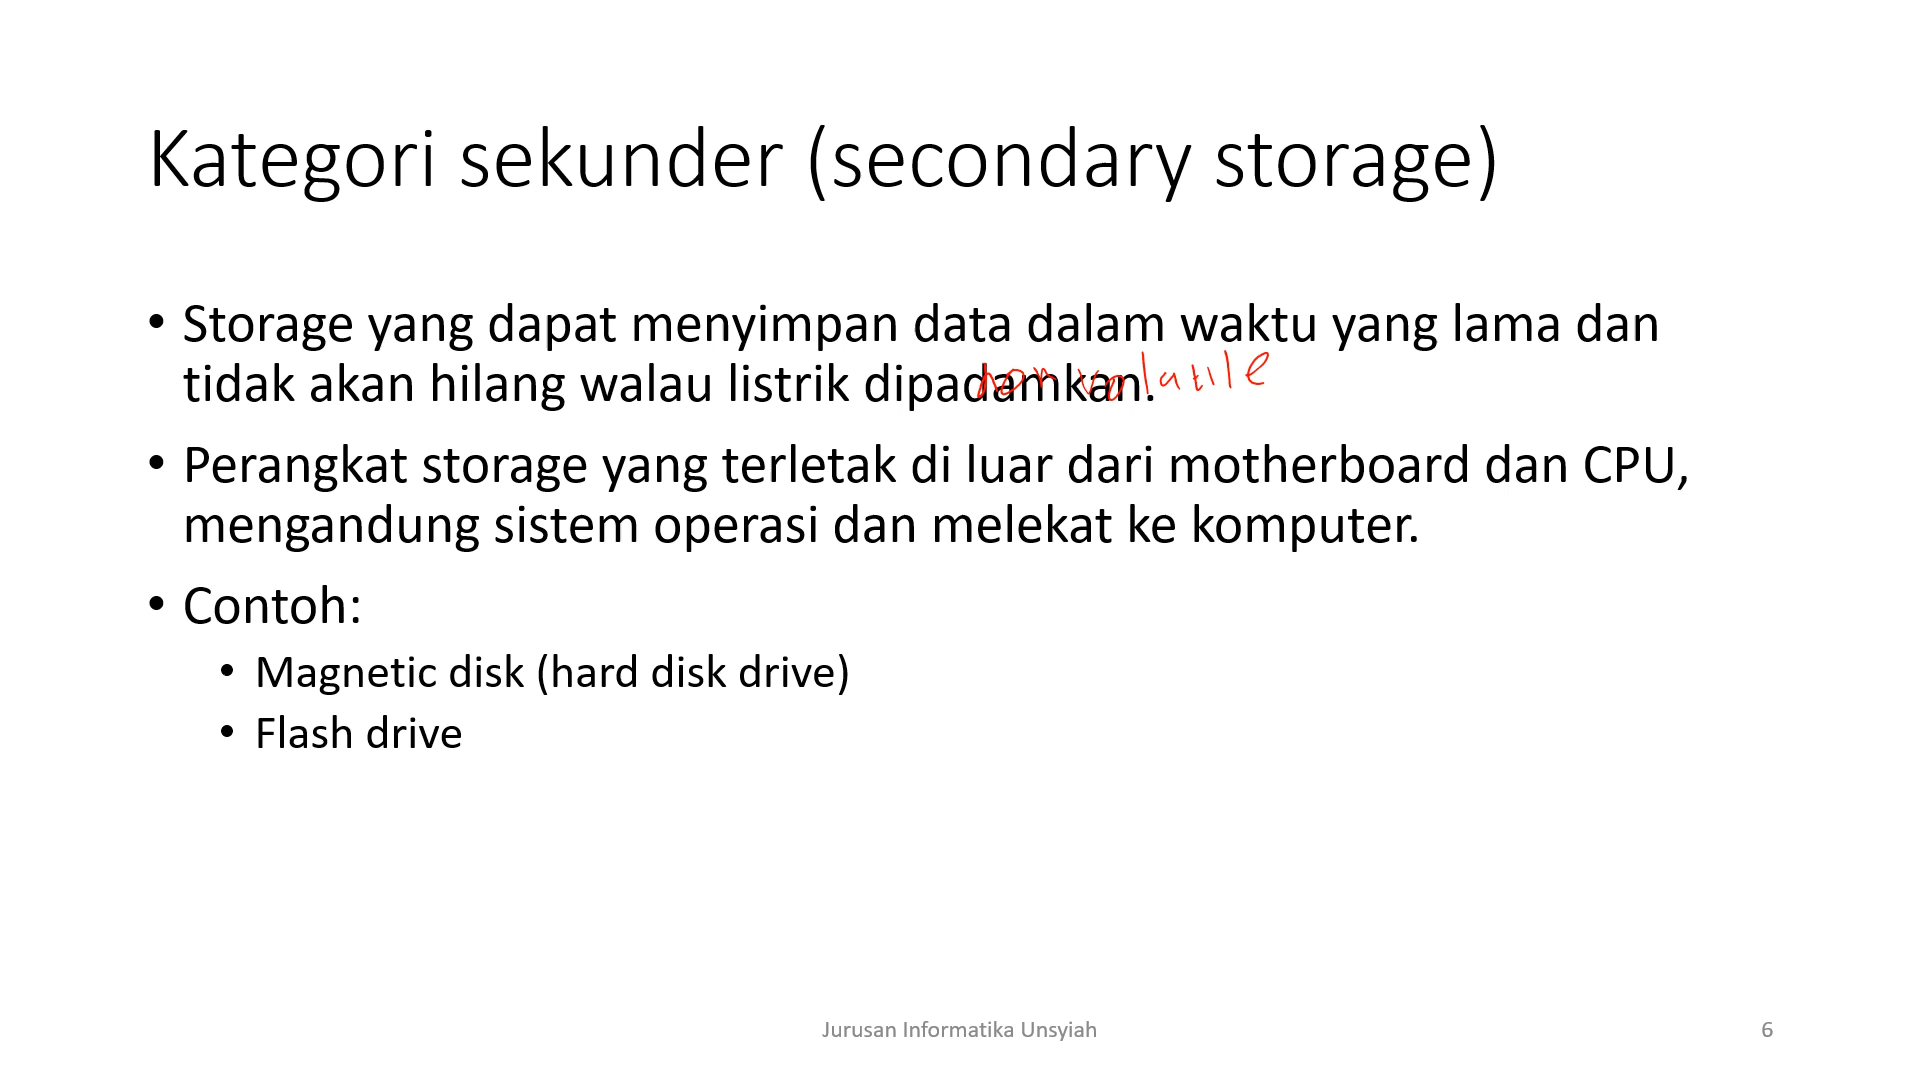 Kategori sekunder (secondary storage)
• Storage yang dapat menyimpan data dalam waktu yang lama dan
tidak akan hilang walau listrik dipadamkan.
non volatile
• Perangkat storage yang terletak di luar dari motherboard dan CPU,
mengandung sistem operasi dan melekat ke komputer.
• Contoh:
• Magnetic disk (hard disk drive)
• Flash drive
Jurusan Informatika Unsyiah
6